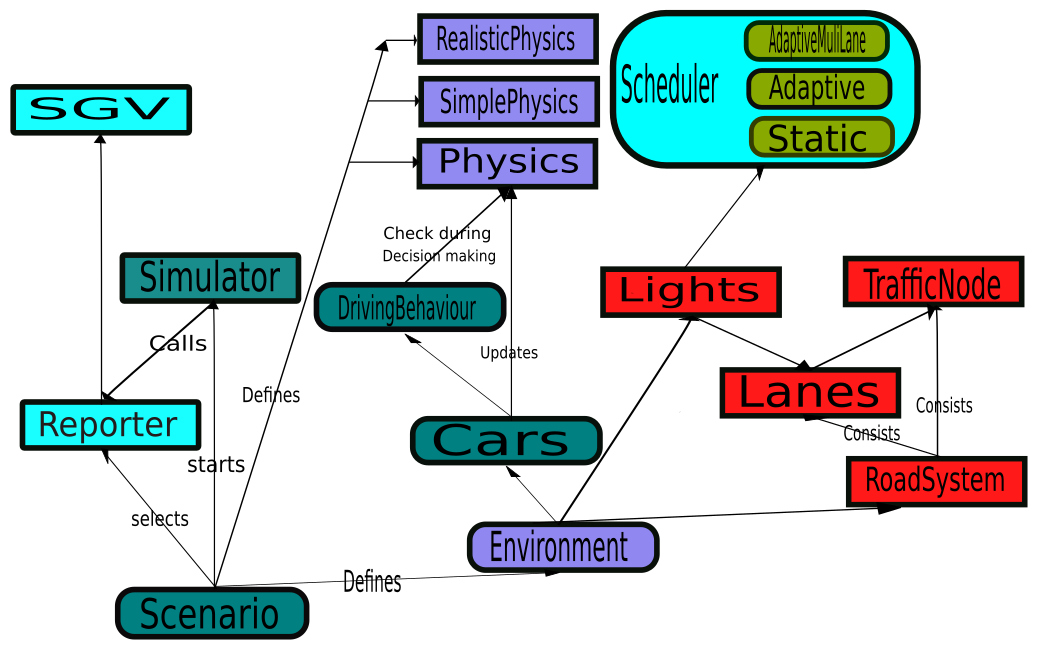 RealisticPhysics
AdaptiveMuliLane
Scheduler
Adaptive
SGV
SimplePhysics
Static
Physics
Check during
Decision making
Simulator
Lights
TrafficNode
DrivingBehaviour
Calls
Updates
Defines
Lanes
Consists
Reporter
Cars
Consists
starts
RoadSystem
selects
Environment
Defines
Scenario